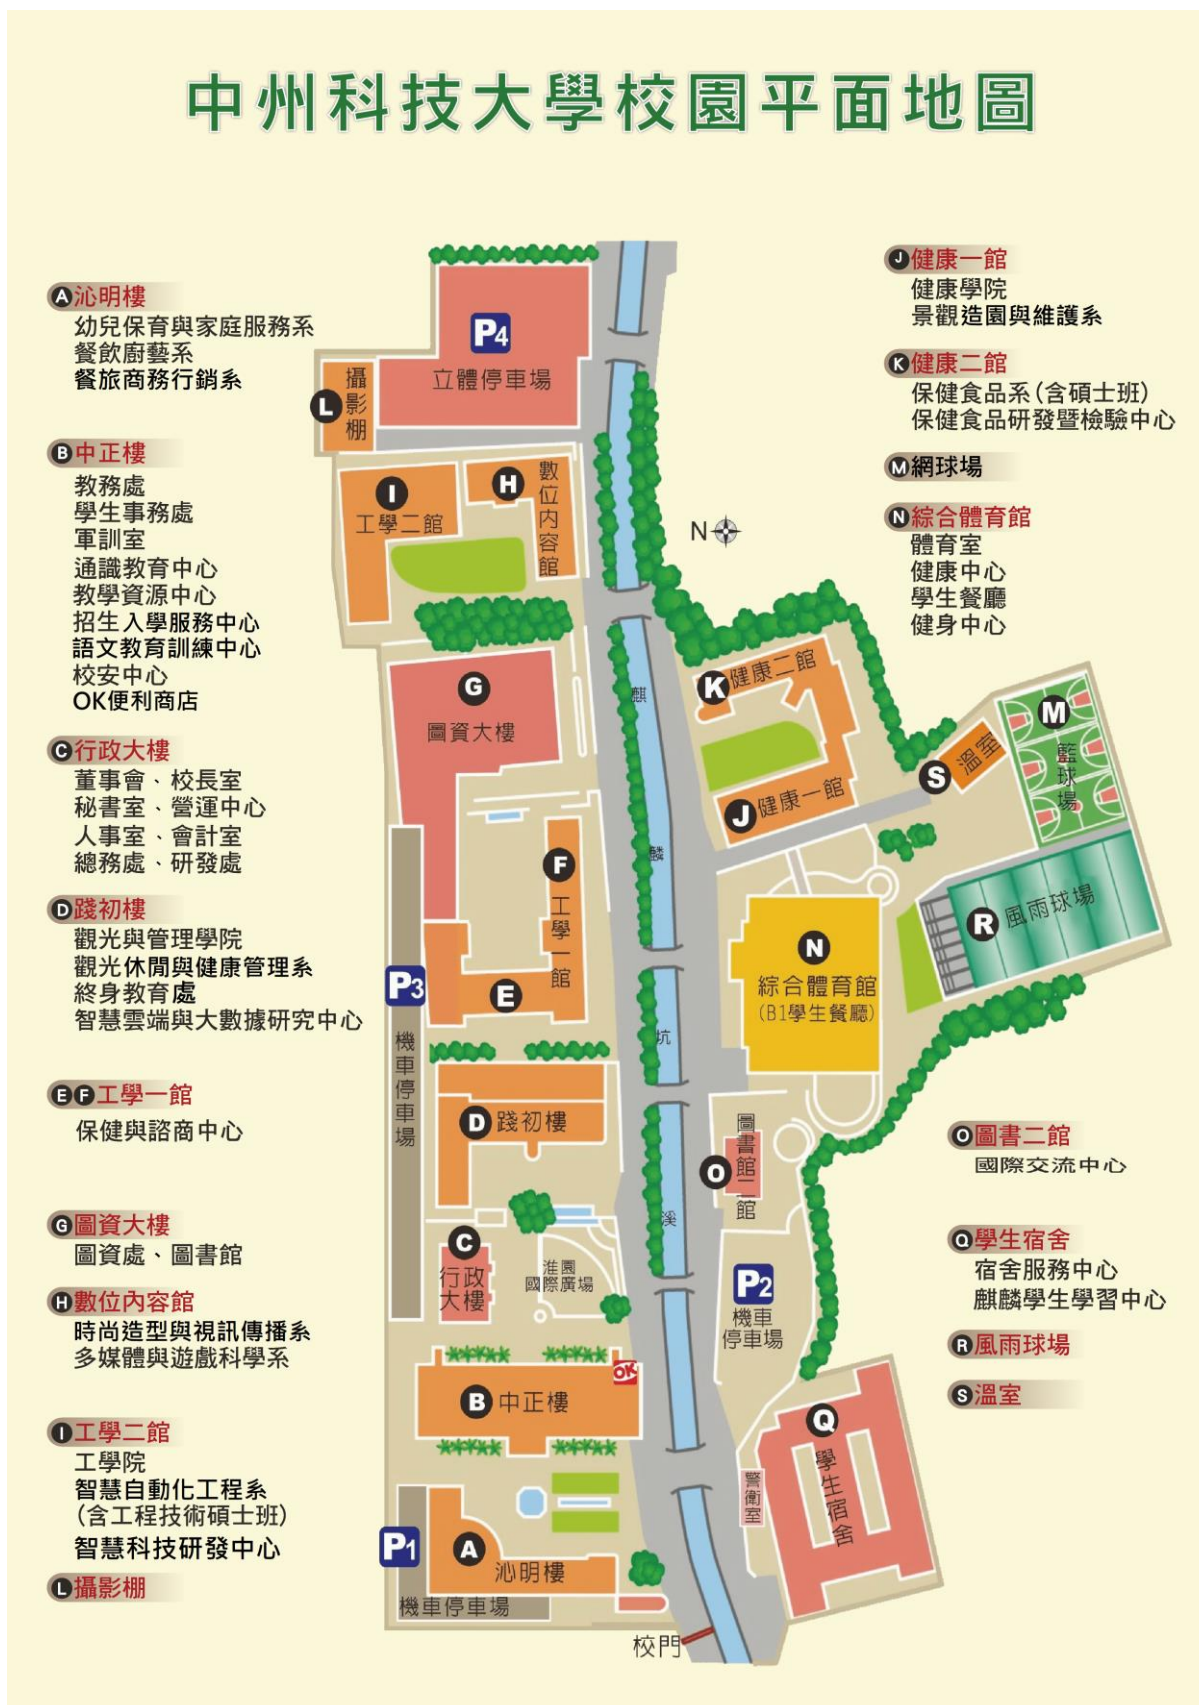 中州科技大學校園平面地圖
A 沁明樓
幼兒保育與家庭服務系
餐飲廚藝系
餐旅商務行銷系
B 中正樓
教務處
學生事務處
軍訓室
通識教育中心
教學資源中心
招生入學服務中心
語文教育訓練中心
校安中心
OK便利商店
C 行政大樓
董事會、校長室
秘書室、營運中心
人事室、會計室
總務處、研發處
D 踐初樓
觀光與管理學院
觀光休閒與健康管理系
終身教育處
智慧雲端與大數據研究中心
E F 工學一館
保健與諮商中心
G 圖資大樓
圖資處、圖書館
H 數位內容館
時尚造型與視訊傳播系
多媒體與遊戲科學系
I 工學二館
工學院
智慧自動化工程系
(含工程技術碩士班)
智慧科技研發中心
L 攝影棚
P4
立體停車場
L 攝影棚
I
工學二館
H
數位內容館
N
G
圖資大樓
K 健康二館
J 健康一館
S 溫室
M
籃球場
R 風雨球場
F
工學一館
E
P3
機車停車場
N
綜合體育館
(B1學生餐廳)
D 踐初樓
O
圖書館二館
C
行政
大樓
淮園
國際廣場
P2
機車
停車場
OK
B 中正樓
Q
學生宿舍
警衛室
P1
A
沁明樓
機車停車場
校門
麒
麟
坑
溪
J 健康一館
健康學院
景觀造園與維護系
K 健康二館
保健食品系(含碩士班)
保健食品研發暨檢驗中心
M 網球場
N 綜合體育館
體育室
健康中心
學生餐廳
健身中心
O 圖書二館
國際交流中心
Q 學生宿舍
宿舍服務中心
麒麟學生學習中心
R 風雨球場
S 溫室